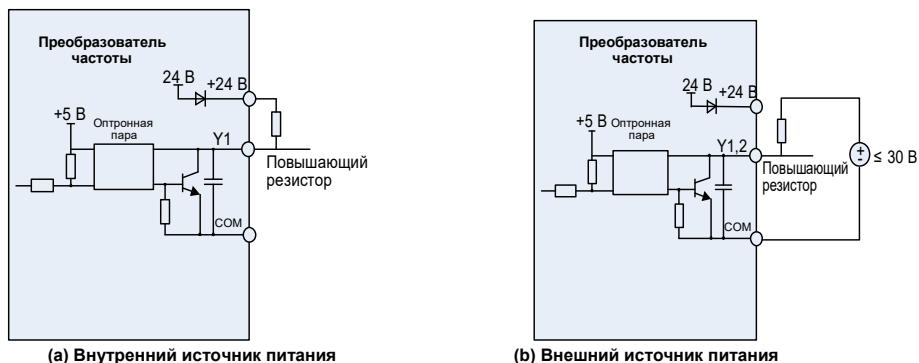 Преобразователь
частоты
24 В
+24 В
+5 В
Оптронная
пара
Y1
Повышающий
резистор
COM
(a) Внутренний источник питания
Преобразователь
частоты
24 В
+24 В
+5 В
Оптронная
пара
Y1,2
Повышающий
резистор
≤ 30 В
COM
(b) Внешний источник питания